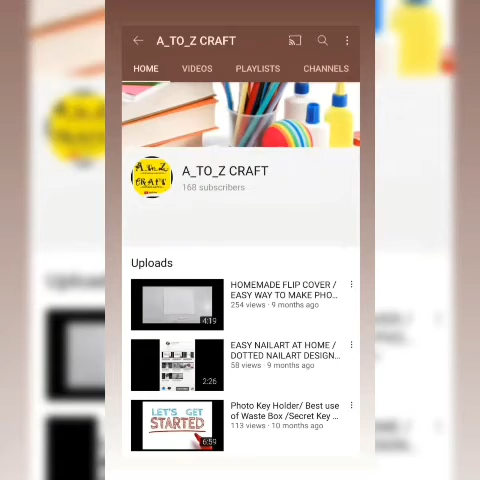 A_TO_Z CRAFT
HOME VIDEOS PLAYLISTS CHANNELS
A to Z
CRAFT
A_TO_Z CRAFT
168 subscribers
Uploads
HOMEMADE FLIP COVER /
EASY WAY TO MAKE PHO...
254 views · 9 months ago
4:19
EASY NAILART AT HOME /
DOTTED NAILART DESIGN...
58 views · 9 months ago
2:26
Photo Key Holder/ Best use
of Waste Box /Secret Key ...
113 views · 10 months ago
LET'S GET
STARTED
6:59